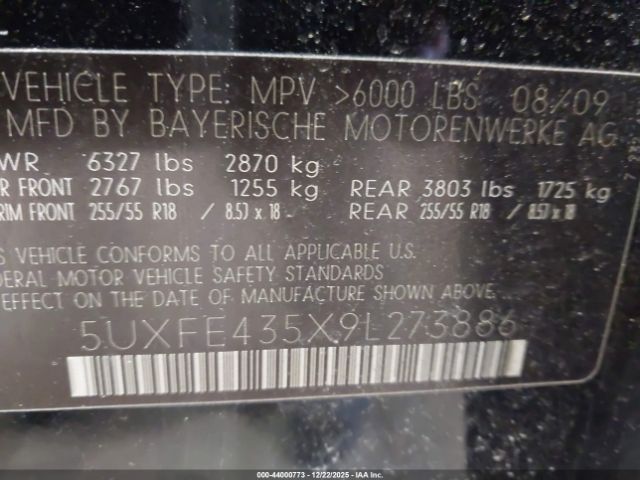 VEHICLE TYPE: MPV >6000 LBS 08/09
MFD BY BAYERISCHE MOTORENWERKE AG
WR 6327 lbs 2870 kg
R FRONT 2767 lbs 1255 kg REAR 3803 lbs 1725 kg
RIM FRONT 255/55 R18 / 8.5J x 18 REAR 255/55 R18 / 8.5J x 18
S VEHICLE CONFORMS TO ALL APPLICABLE U.S.
DERAL MOTOR VEHICLE SAFETY STANDARDS
EFFECT ON THE DATE OF MANUFACTURE SHOWN ABOVE.
5UXFE435X9L273886
000-44000773 - 12/22/2025 - IAA Inc.